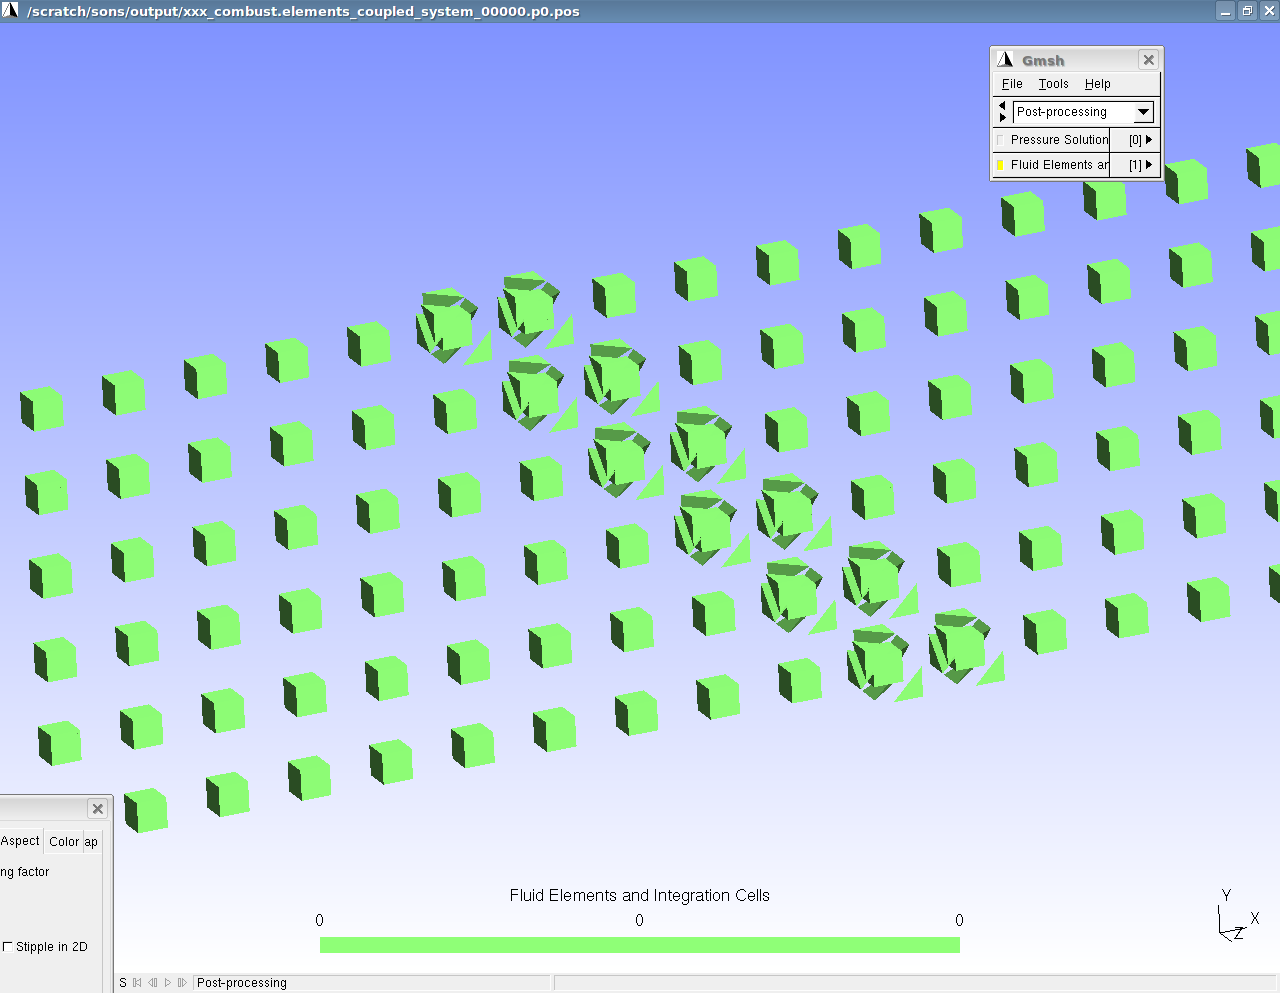 /scratch/sons/output/xxx_combust.elements_coupled_system_00000.p0.pos
Gmsh
File Tools Help
Post-processing
Pressure Solution [0]
Fluid Elements ar [1]
Aspect Color ap
ng factor
Stipple in 2D
Fluid Elements and Integration Cells
0 0 0
Y
X
Z
S Post-processing